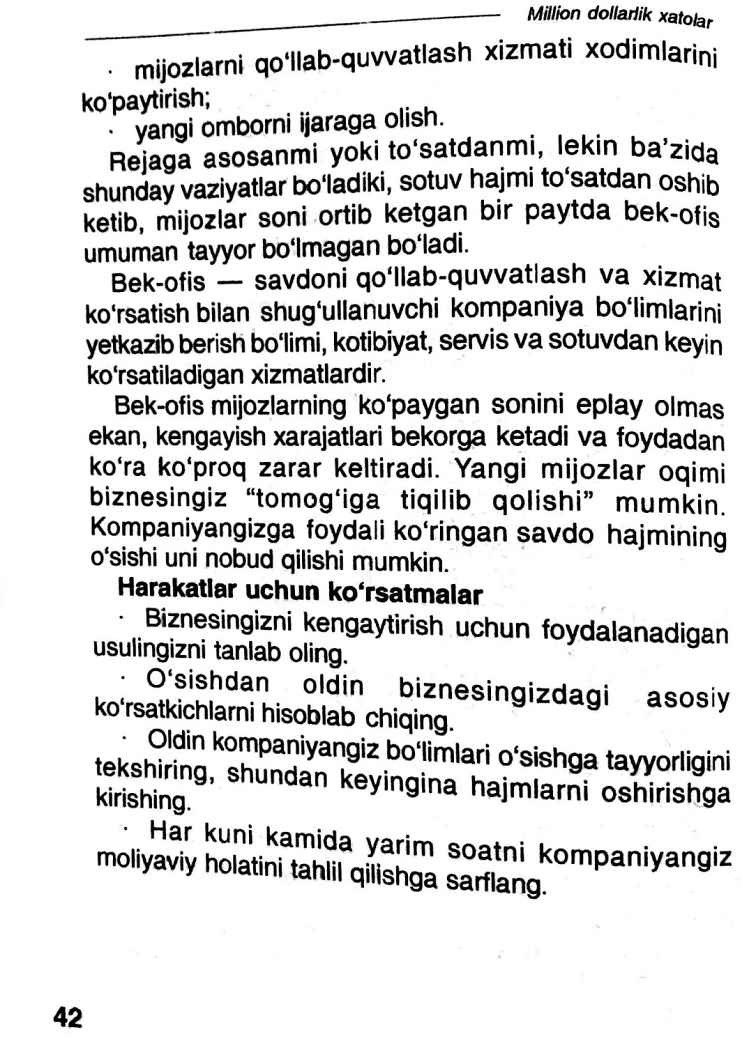 Million dollarlik xatolar
· mijozlarni qo‘llab-quvvatlash xizmati xodimlarini
ko‘paytirish;
· yangi omborni ijaraga olish.
Rejaga asosanmi yoki to‘satdanmi, lekin ba’zida
shunday vaziyatlar bo‘ladiki, sotuv hajmi to‘satdan oshib
ketib, mijozlar soni ortib ketgan bir paytda bek-ofis
umuman tayyor bo‘lmagan bo‘ladi.
Bek-ofis — savdoni qo‘llab-quvvatlash va xizmat
ko‘rsatish bilan shug‘ullanuvchi kompaniya bo‘limlarini
yetkazib berish bo‘limi, kotibiyat, servis va sotuvdan keyin
ko‘rsatiladigan xizmatlardir.
Bek-ofis mijozlarning ko‘paygan sonini eplay olmas
ekan, kengayish xarajatlari bekorga ketadi va foydadan
ko‘ra ko‘proq zarar keltiradi. Yangi mijozlar oqimi
biznesingiz “tomog‘iga tiqilib qolishi” mumkin.
Kompaniyangizga foydali ko‘ringan savdo hajmining
o‘sishi uni nobud qilishi mumkin.
Harakatlar uchun ko‘rsatmalar
· Biznesingizni kengaytirish uchun foydalanadigan
usulingizni tanlab oling.
· O‘sishdan oldin biznesingizdagi asosiy
ko‘rsatkichlarni hisoblab chiqing.
· Oldin kompaniyangiz bo‘limlari o‘sishga tayyorligini
tekshiring, shundan keyingina hajmlarni oshirishga
kirishing.
· Har kuni kamida yarim soatni kompaniyangiz
moliyaviy holatini tahlil qilishga sarflang.
42